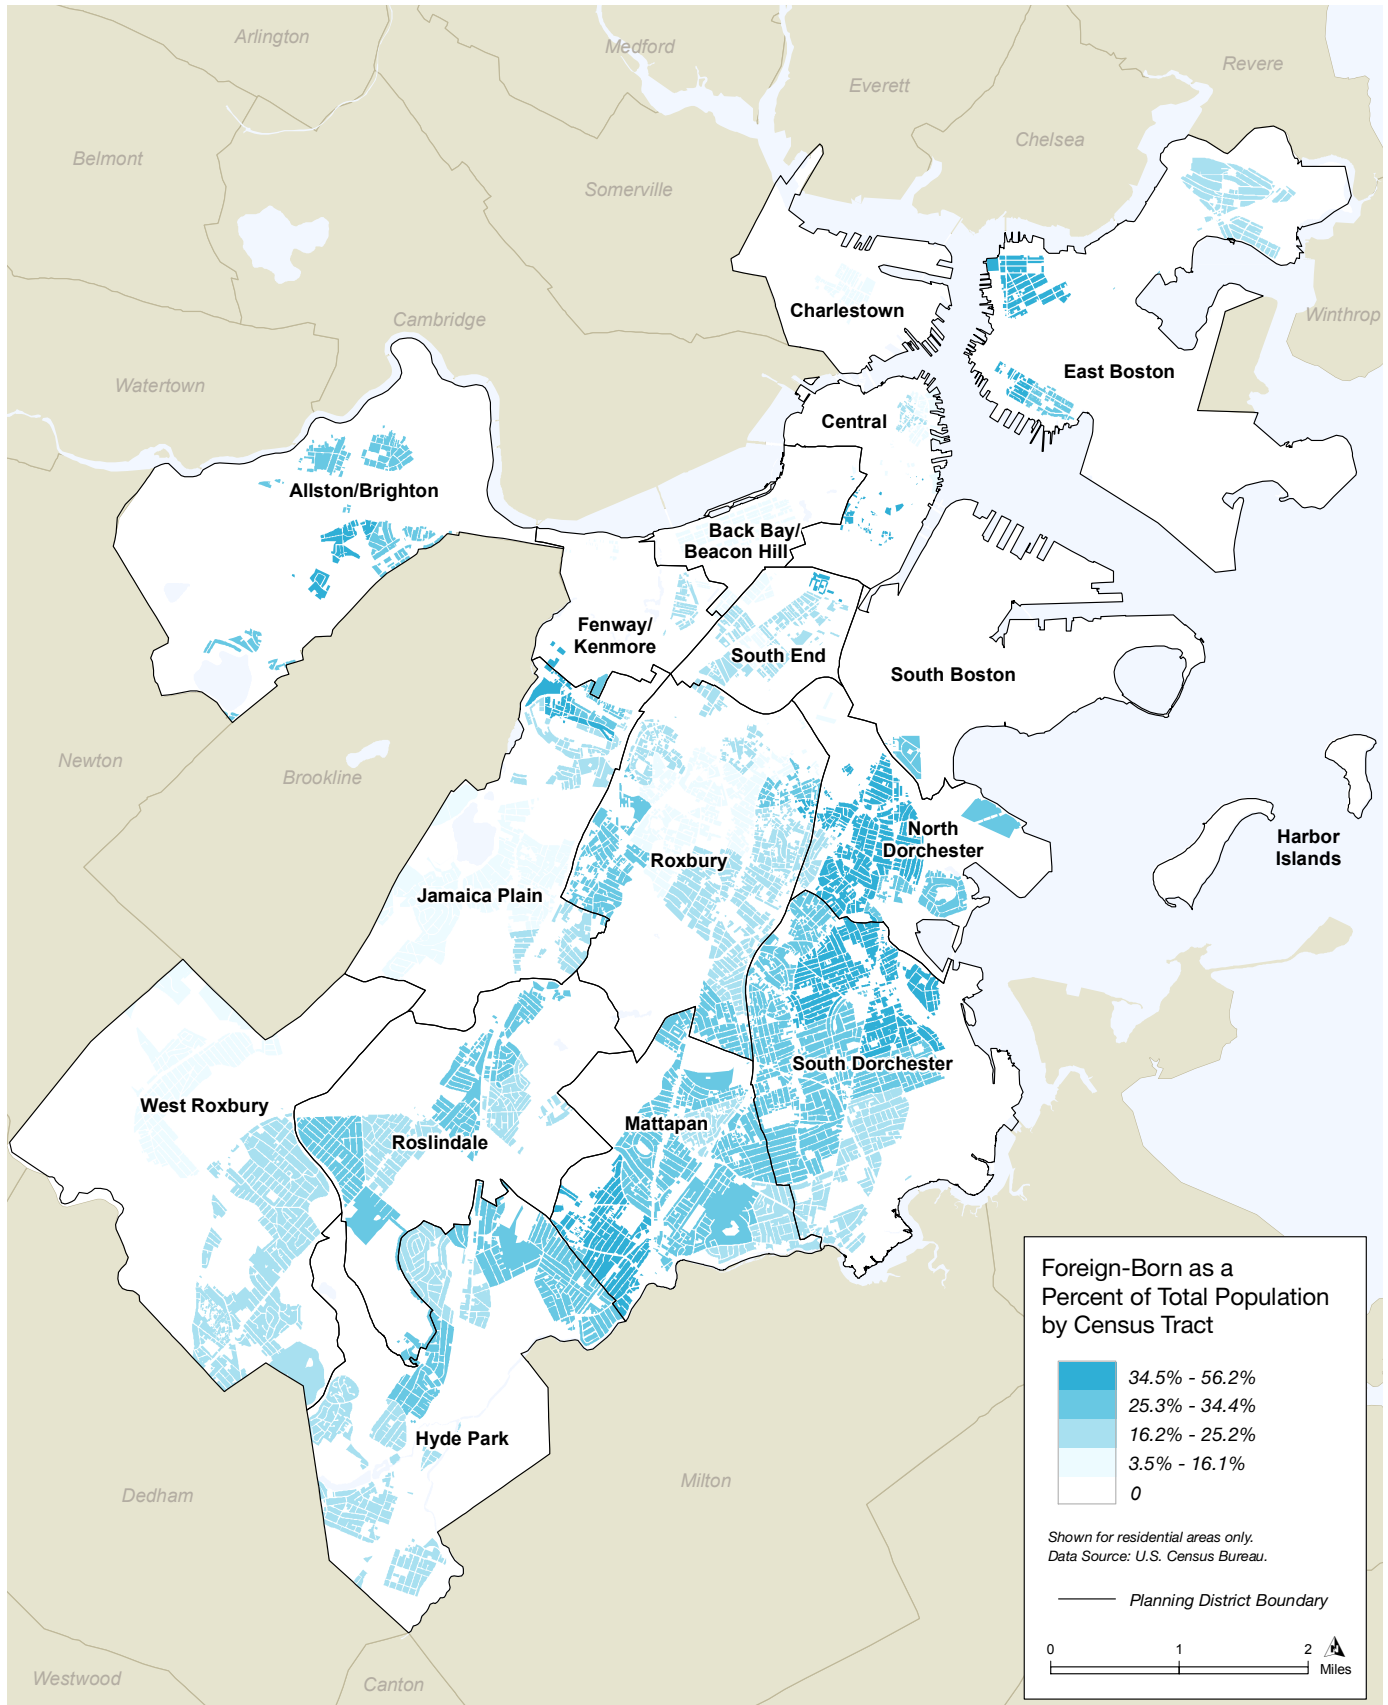 Arlington
Medford
Revere
Everett
Chelsea
Belmont
Somerville
Charlestown
Winthrop
Cambridge
East Boston
Watertown
Central
Allston/Brighton
Back Bay/
Beacon Hill
Fenway/
Kenmore
South End
South Boston
Newton
Brookline
North
Dorchester
Harbor
Islands
Roxbury
Jamaica Plain
South Dorchester
West Roxbury
Mattapan
Roslindale
Hyde Park
Milton
Dedham
Westwood
Canton
Foreign-Born as a
Percent of Total Population
by Census Tract
34.5% - 56.2%
25.3% - 34.4%
16.2% - 25.2%
3.5% - 16.1%
0
Shown for residential areas only.
Data Source: U.S. Census Bureau.
Planning District Boundary
0 1 2
Miles